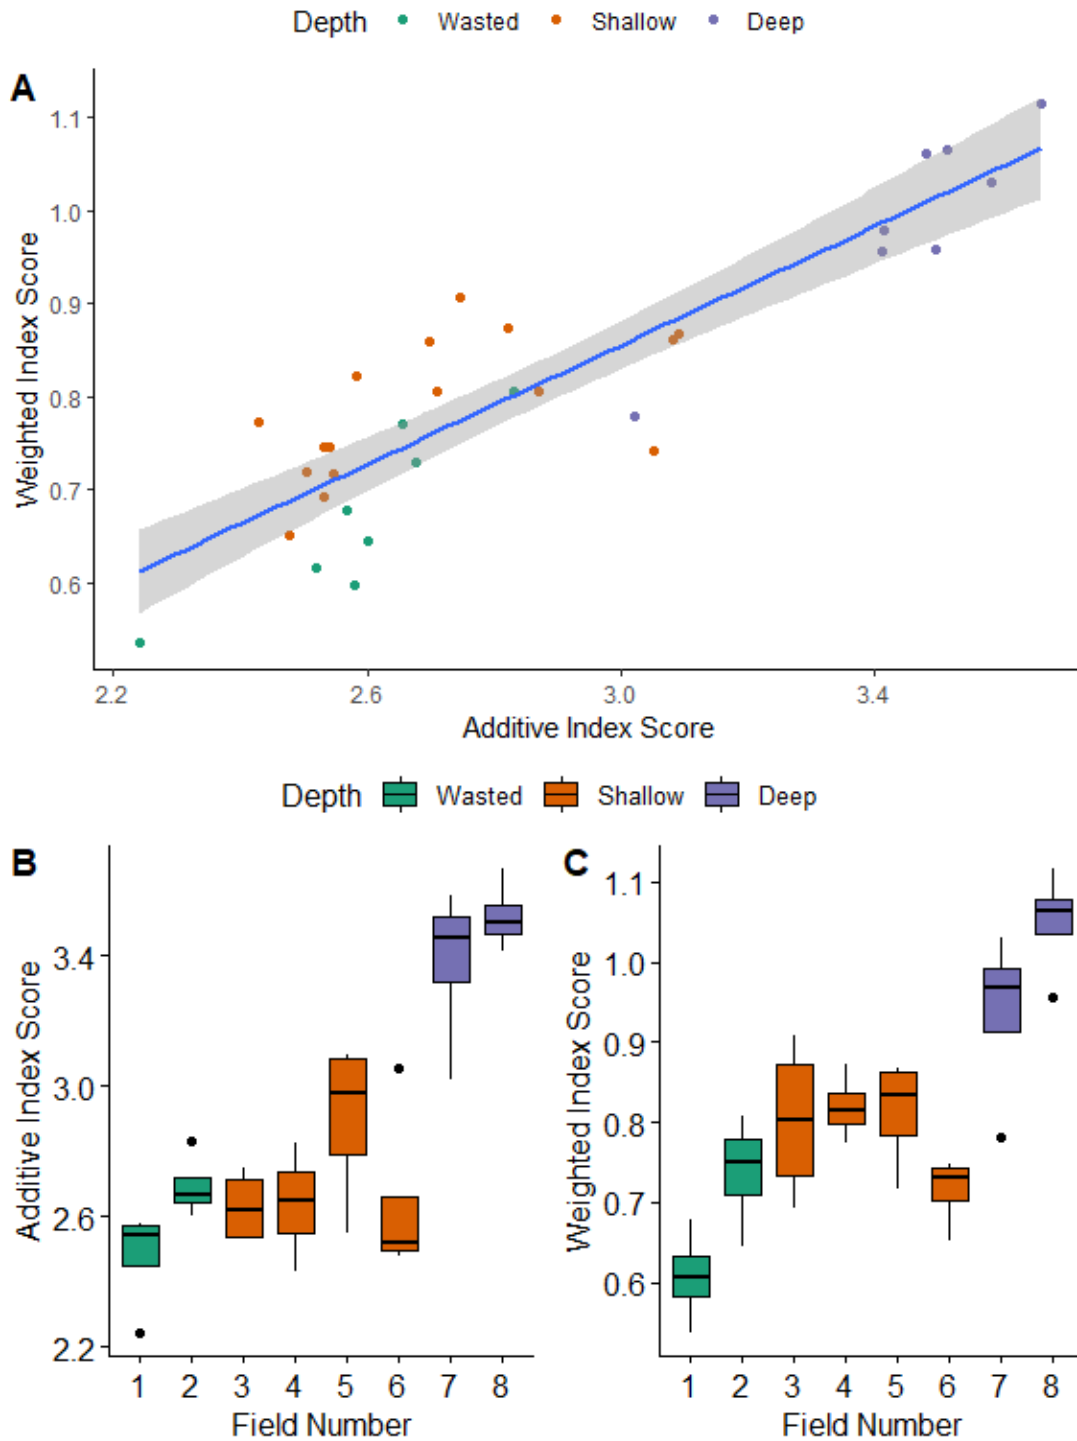 Depth Wasted Shallow Deep
A
Weighted Index Score
1.1
1.0
0.9
0.8
0.7
0.6
2.2 2.6 3.0 3.4
Additive Index Score
Depth Wasted Shallow Deep
B
Additive Index Score
3.4
3.0
2.6
2.2
1 2 3 4 5 6 7 8
Field Number
C
Weighted Index Score
1.1
1.0
0.9
0.8
0.7
0.6
1 2 3 4 5 6 7 8
Field Number